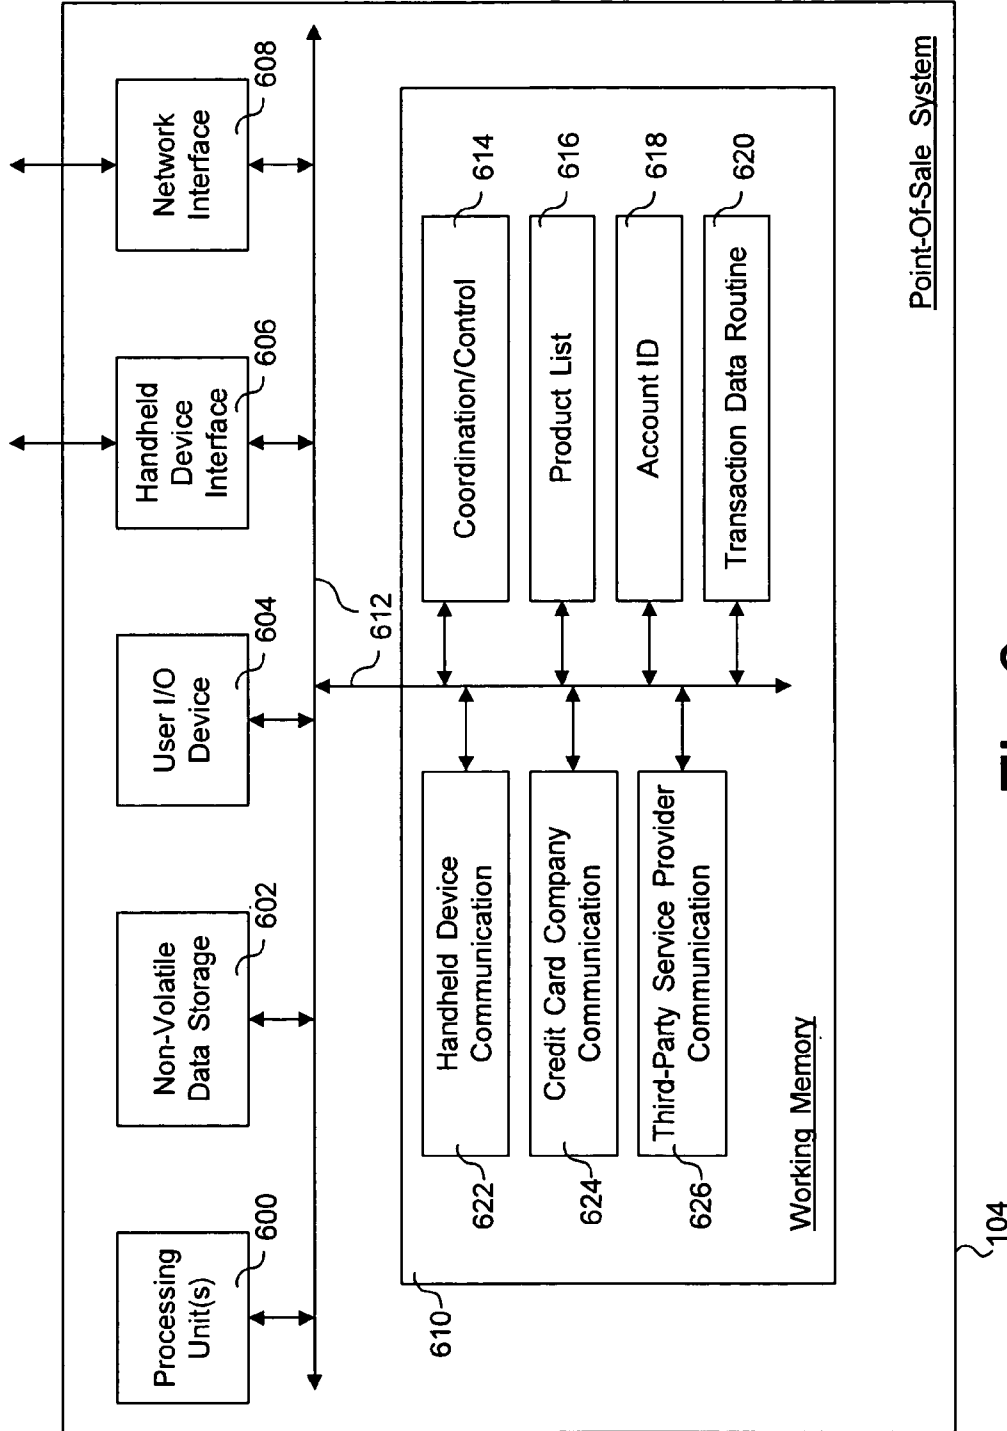 Processing
Unit(s)
600
Non-Volatile
Data Storage
602
User I/O
Device
604
Handheld
Device
Interface
606
Network
Interface
608
612
610
Handheld Device
Communication
622
Credit Card Company
Communication
624
Third-Party Service Provider
Communication
626
Coordination/Control
614
Product List
616
Account ID
618
Transaction Data Routine
620
Working Memory
Point-Of-Sale System
104